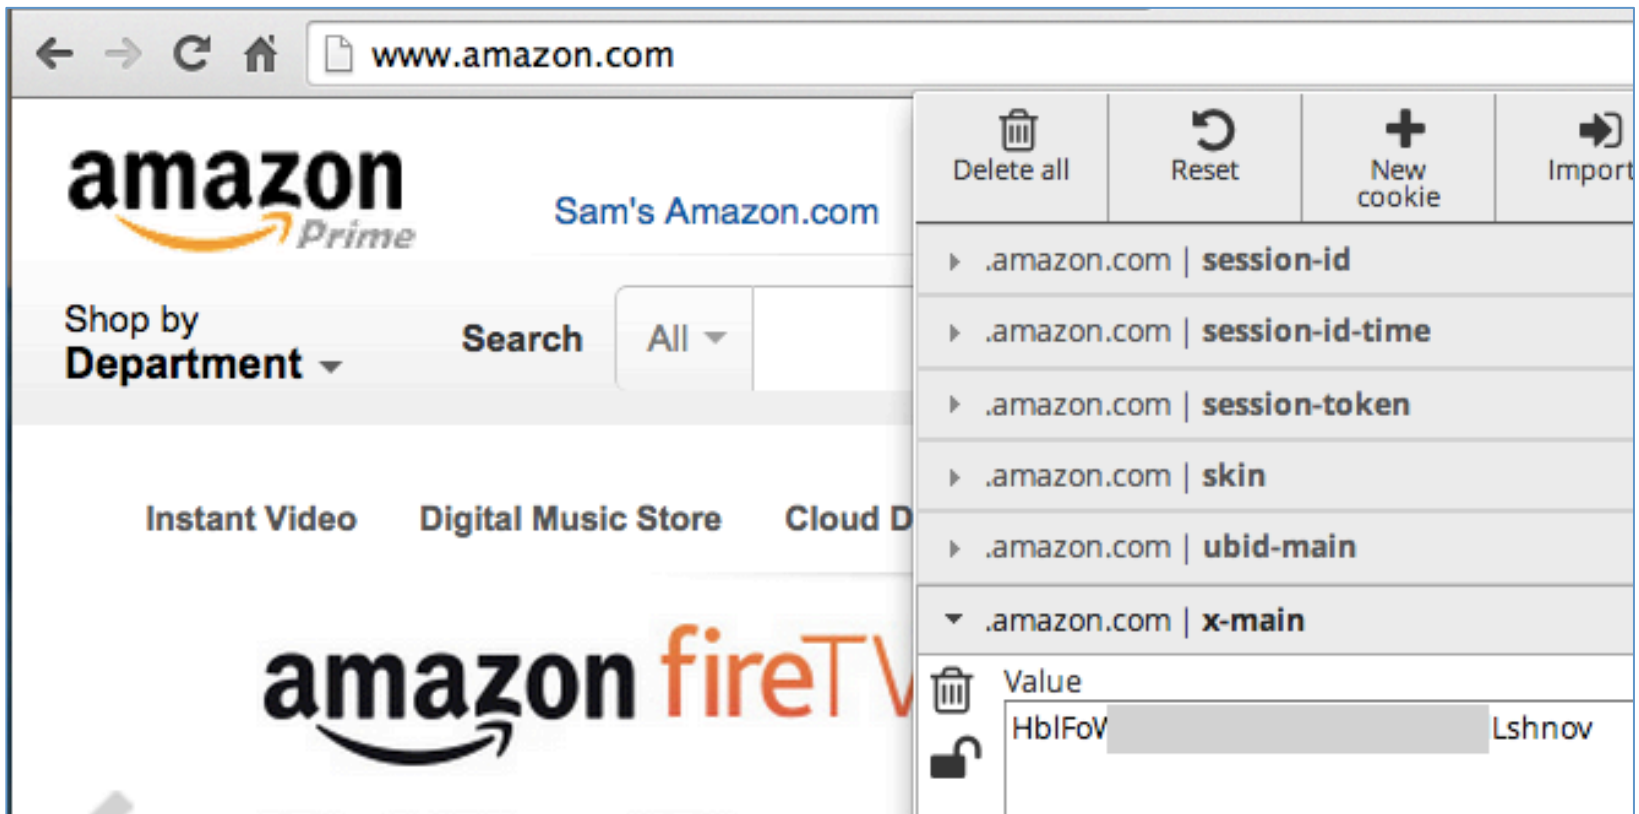 www.amazon.com
amazon
Prime
Sam's Amazon.com
Shop by
Department
Search
All
Instant Video
Digital Music Store
Cloud D
amazon fireTV
Delete all
Reset
New
cookie
Import
.amazon.com | session-id
.amazon.com | session-id-time
.amazon.com | session-token
.amazon.com | skin
.amazon.com | ubid-main
.amazon.com | x-main
Value
Lshnov